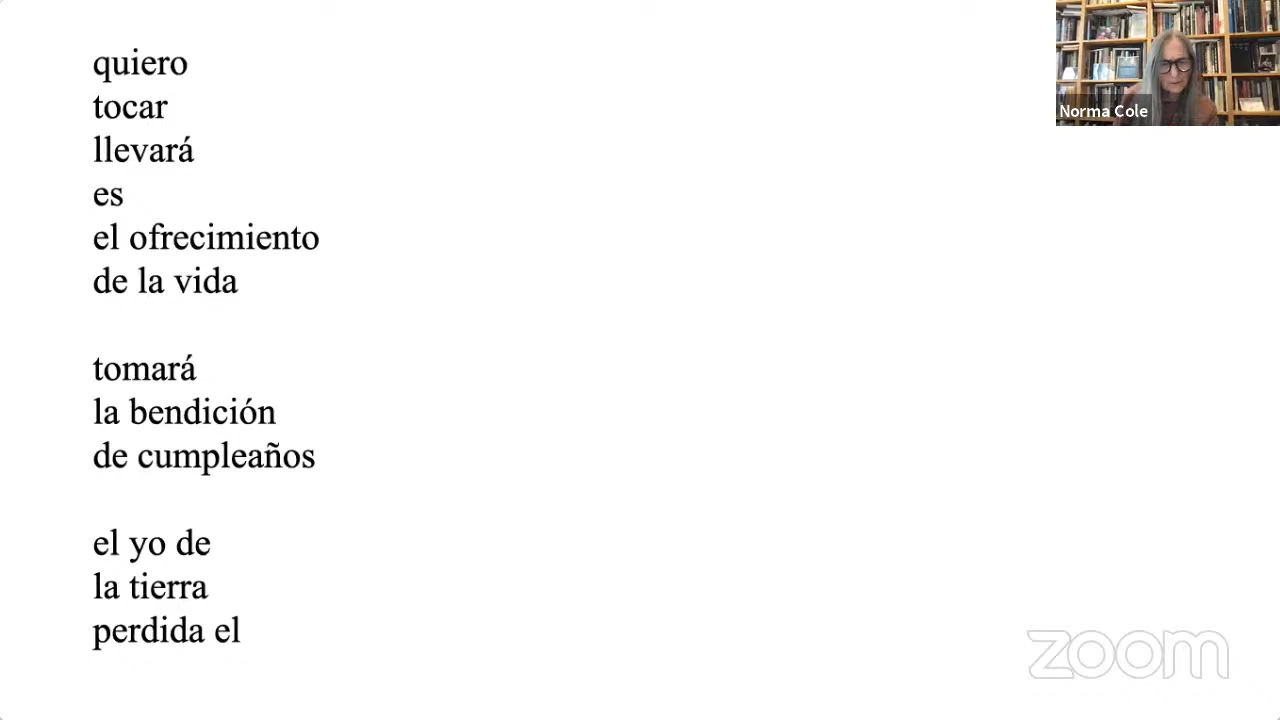 quiero
tocar
llevará
es
el ofrecimiento
de la vida
tomará
la bendición
de cumpleaños
el yo de
la tierra
perdida el
Norma Cole
zoom